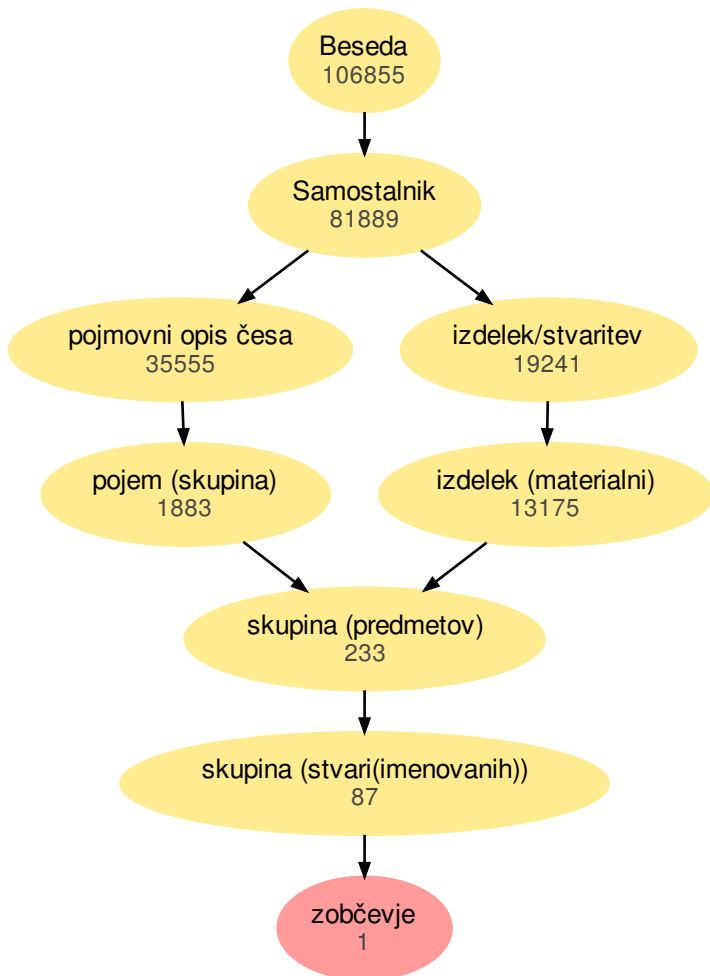 Beseda
106855
Samostalnik
81889
pojmovni opis česa
35555
izdelek/stvaritev
19241
pojem (skupina)
1883
izdelek (materialni)
13175
skupina (predmetov)
233
skupina (stvari(imenovanih))
87
zobčevje
1